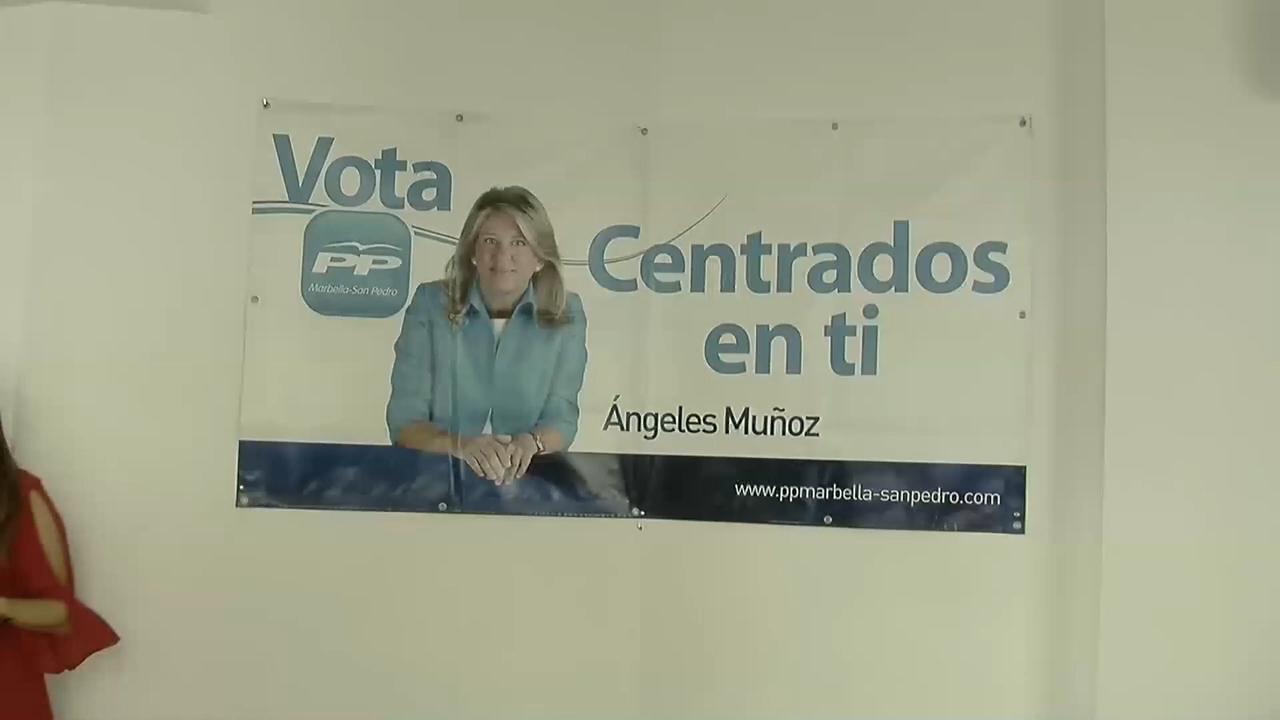 Vota
PP
Marbella-San Pedro
Centrados
en ti
Ángeles Muñoz
www.ppmarbella-sanpedro.com